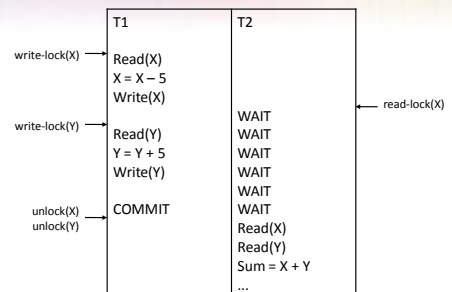 T1
T2
write-lock(X)
Read(X)
X = X – 5
Write(X)
read-lock(X)
WAIT
write-lock(Y)
Read(Y)
WAIT
Y = Y + 5
WAIT
Write(Y)
WAIT
WAIT
unlock(X)
COMMIT
WAIT
unlock(Y)
Read(X)
Read(Y)
Sum = X + Y
...